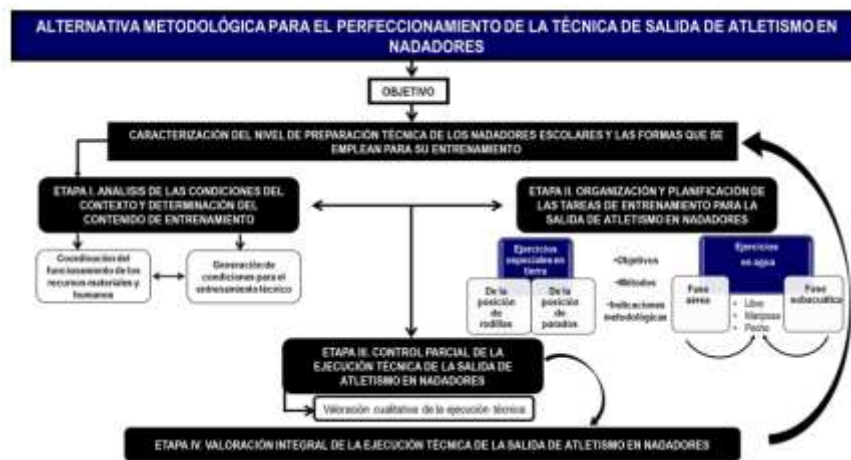 ALTERNATIVA METODOLÓGICA PARA EL PERFECCIONAMIENTO DE LA TÉCNICA DE SALIDA DE ATLETISMO EN
NADADORES
OBJETIVO
CARACTERIZACIÓN DEL NIVEL DE PREPARACIÓN TÉCNICA DE LOS NADADORES ESCOLARES Y LAS FORMAS QUE SE
EMPLEAN PARA SU ENTRENAMIENTO
ETAPA I. ANÁLISIS DE LAS CONDICIONES DEL
CONTEXTO Y DETERMINACIÓN DEL
CONTENIDO DE ENTRENAMIENTO
ETAPA II. ORGANIZACIÓN Y PLANIFICACIÓN DE
LAS TAREAS DE ENTRENAMIENTO PARA LA
SALIDA DE ATLETISMO EN NADADORES
Coordinación del
funcionamiento de los
recursos materiales y
humanos
Generación de
condiciones para el
entrenamiento técnico
Ejercicios
especiales en
tierra
De la
posición
de
rodillas
De la
posición
de
parados
•Objetivos
•Métodos
•Indicaciones
metodológicas
Ejercicios
en agua
Fase
aérea
• Libre
• Mariposa
• Pecho
Fase
subacuática
ETAPA III. CONTROL PARCIAL DE LA
EJECUCIÓN TÉCNICA DE LA SALIDA DE
ATLETISMO EN NADADORES
Valoración cualitativa de la ejecución técnica
ETAPA IV. VALORACIÓN INTEGRAL DE LA EJECUCIÓN TÉCNICA DE LA SALIDA DE ATLETISMO EN NADADORES